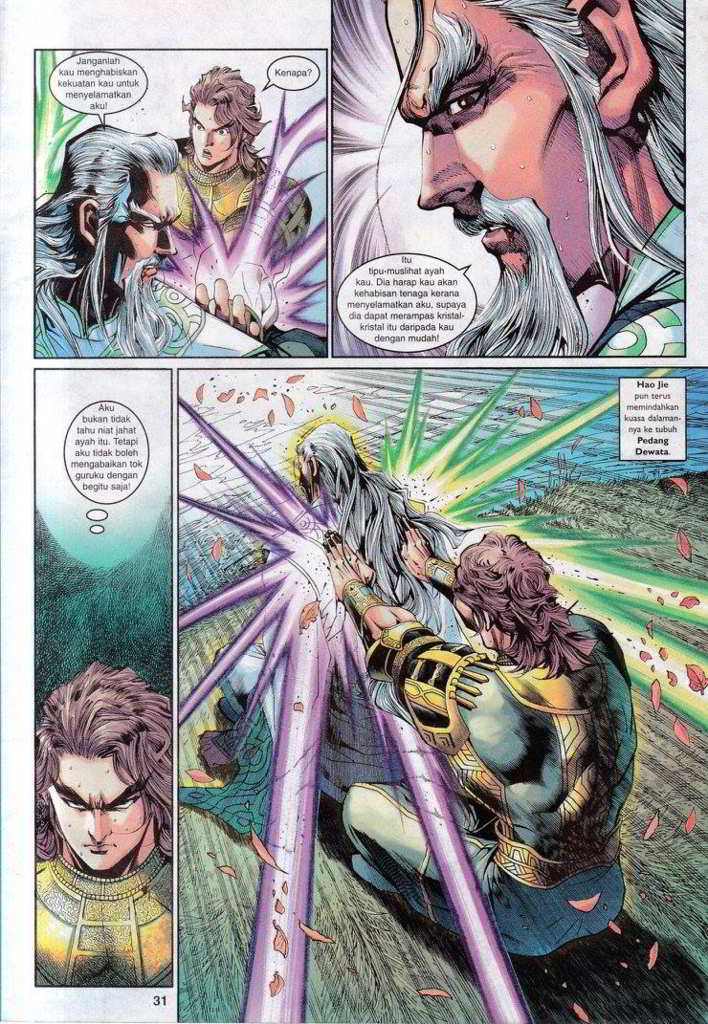 Janganlah
kau menghabiskan
kekuatan kau untuk
menyelamatkan
aku!
Kenapa?
Itu
tipu-muslihat ayah
kau. Dia harap kau akan
kehabisan tenaga kerana
menyelamatkan aku, supaya
dia dapat merampas kristal-
kristal itu daripada kau
dengan mudah!
Aku
bukan tidak
tahu niat jahat
ayah itu. Tetapi
aku tidak boleh
mengabaikan tok
guruku dengan
begitu saja!
Hao Jie
pun terus
memindahkan
kuasa dalaman-
nya ke tubuh
Pedang
Dewata.
31